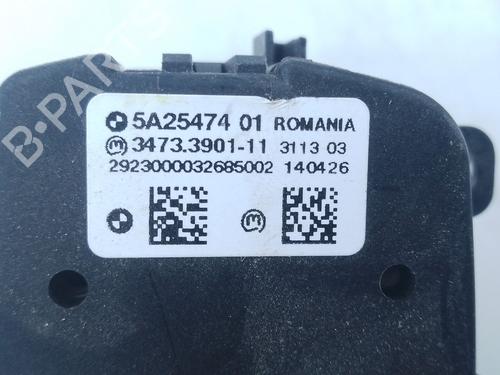 5A25474 01 ROMANIA
3473.3901-11 3113 03
2923000032685002 140426
B-PARTS